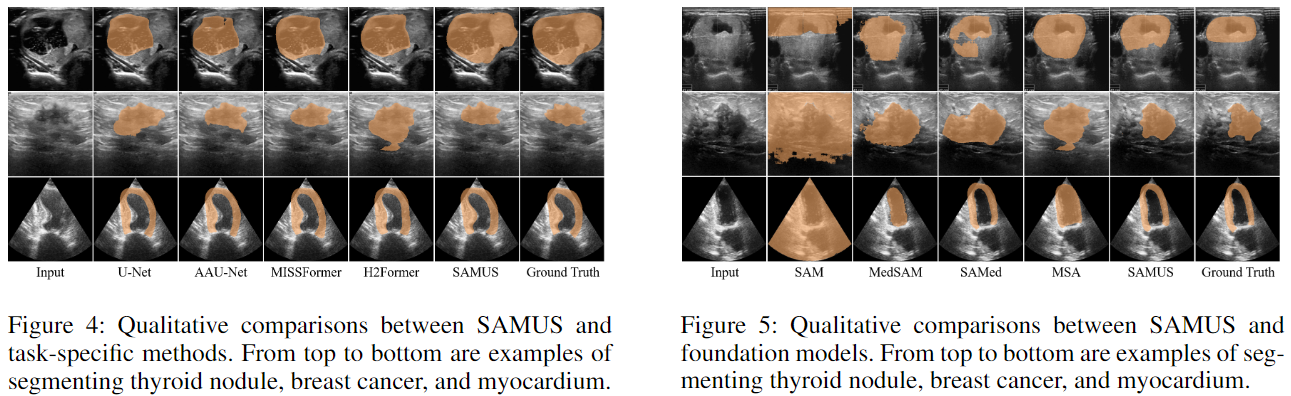 Input U-Net AAU-Net MISSFormer H2Former SAMUS Ground Truth
Figure 4: Qualitative comparisons between SAMUS and
task-specific methods. From top to bottom are examples of
segmenting thyroid nodule, breast cancer, and myocardium.
Input SAM MedSAM SAMed MSA SAMUS Ground Truth
Figure 5: Qualitative comparisons between SAMUS and
foundation models. From top to bottom are examples of seg-
menting thyroid nodule, breast cancer, and myocardium.